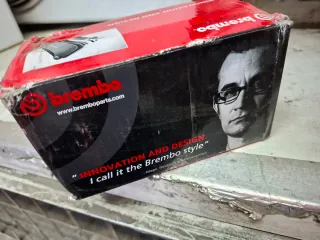 brembo
brembo
www.bremboparts.com
"INNOVATION AND DESIGN
I call it the Brembo style"